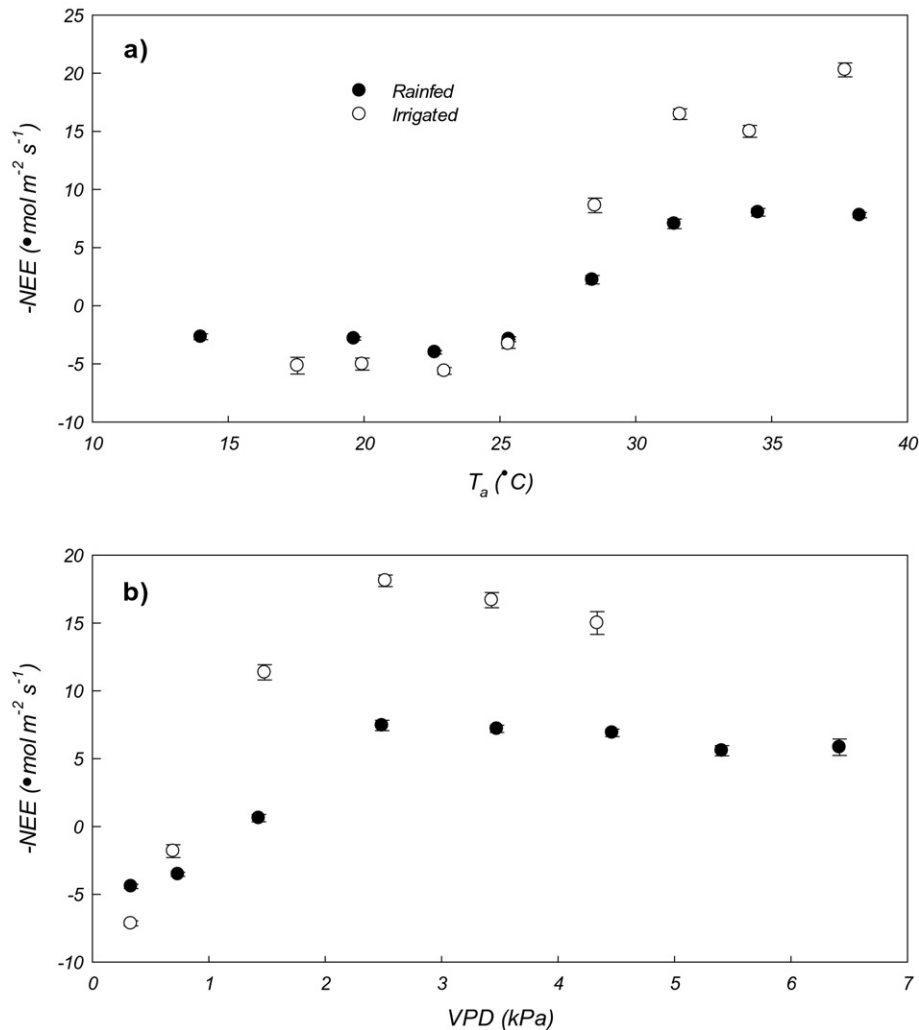 a)
Rainfed
Irrigated
25
20
15
10
5
0
-5
-10
-NEE (•mol m-2 s-1)
10 15 20 25 30 35 40
Ta (•C)
b)
20
15
10
5
0
-5
-10
-NEE (•mol m-2 s-1)
0 1 2 3 4 5 6 7
VPD (kPa)